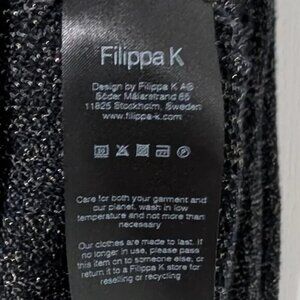 Filippa K
Design by Filippa K AB
Söder Mälarstrand 65
11825 Stockholm, Sweden
www.filippa-k.com
30
P
Care for both your garment and
our planet, wash in low
temperature and not more than
necessary
Our clothes are made to last. If
no longer in use, please pass
this item on to someone else, or
return it to a Filippa K store for
reselling or recycling